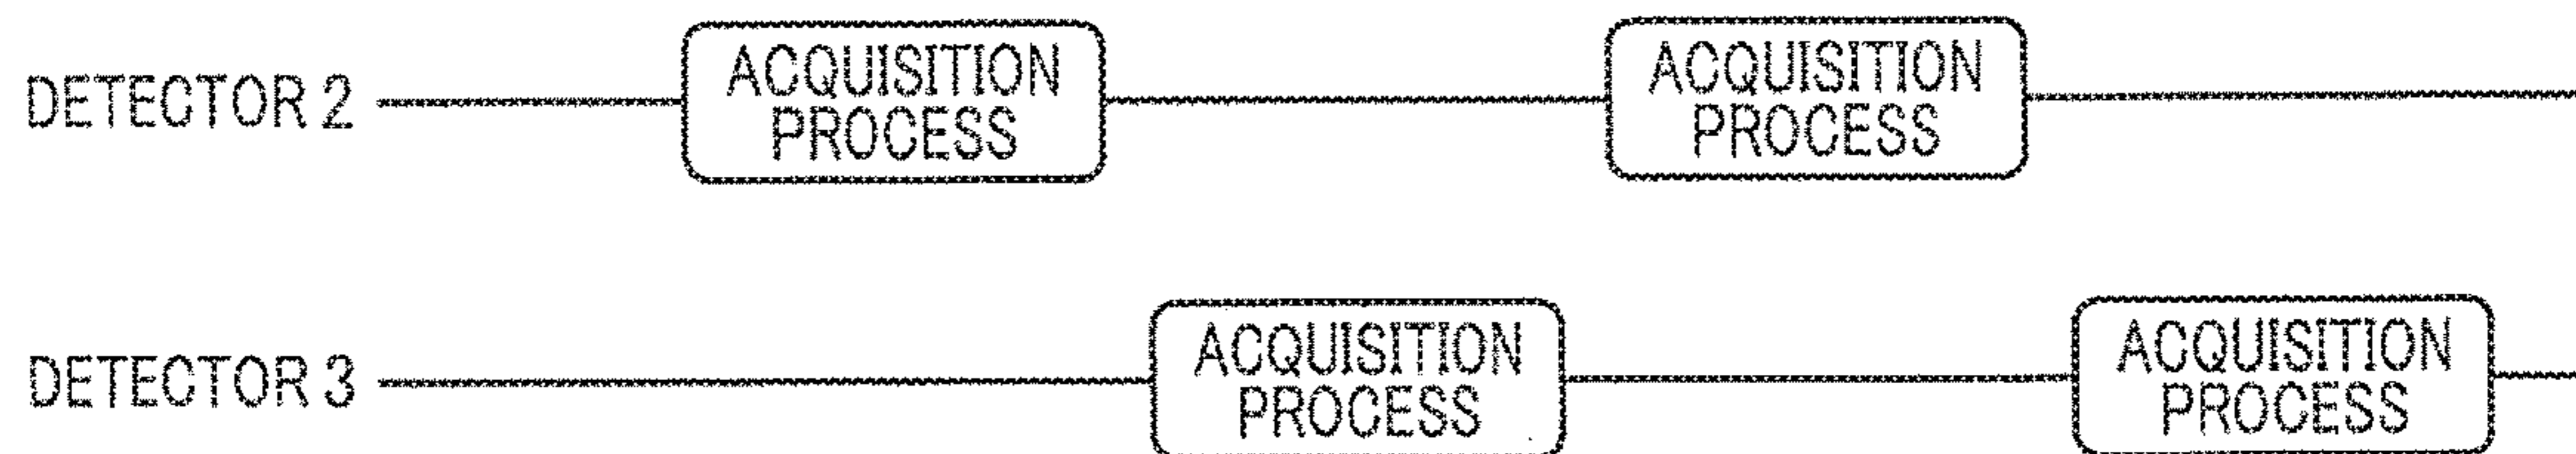 DETECTOR 2
ACQUISITION
PROCESS
ACQUISITION
PROCESS
DETECTOR 3
ACQUISITION
PROCESS
ACQUISITION
PROCESS